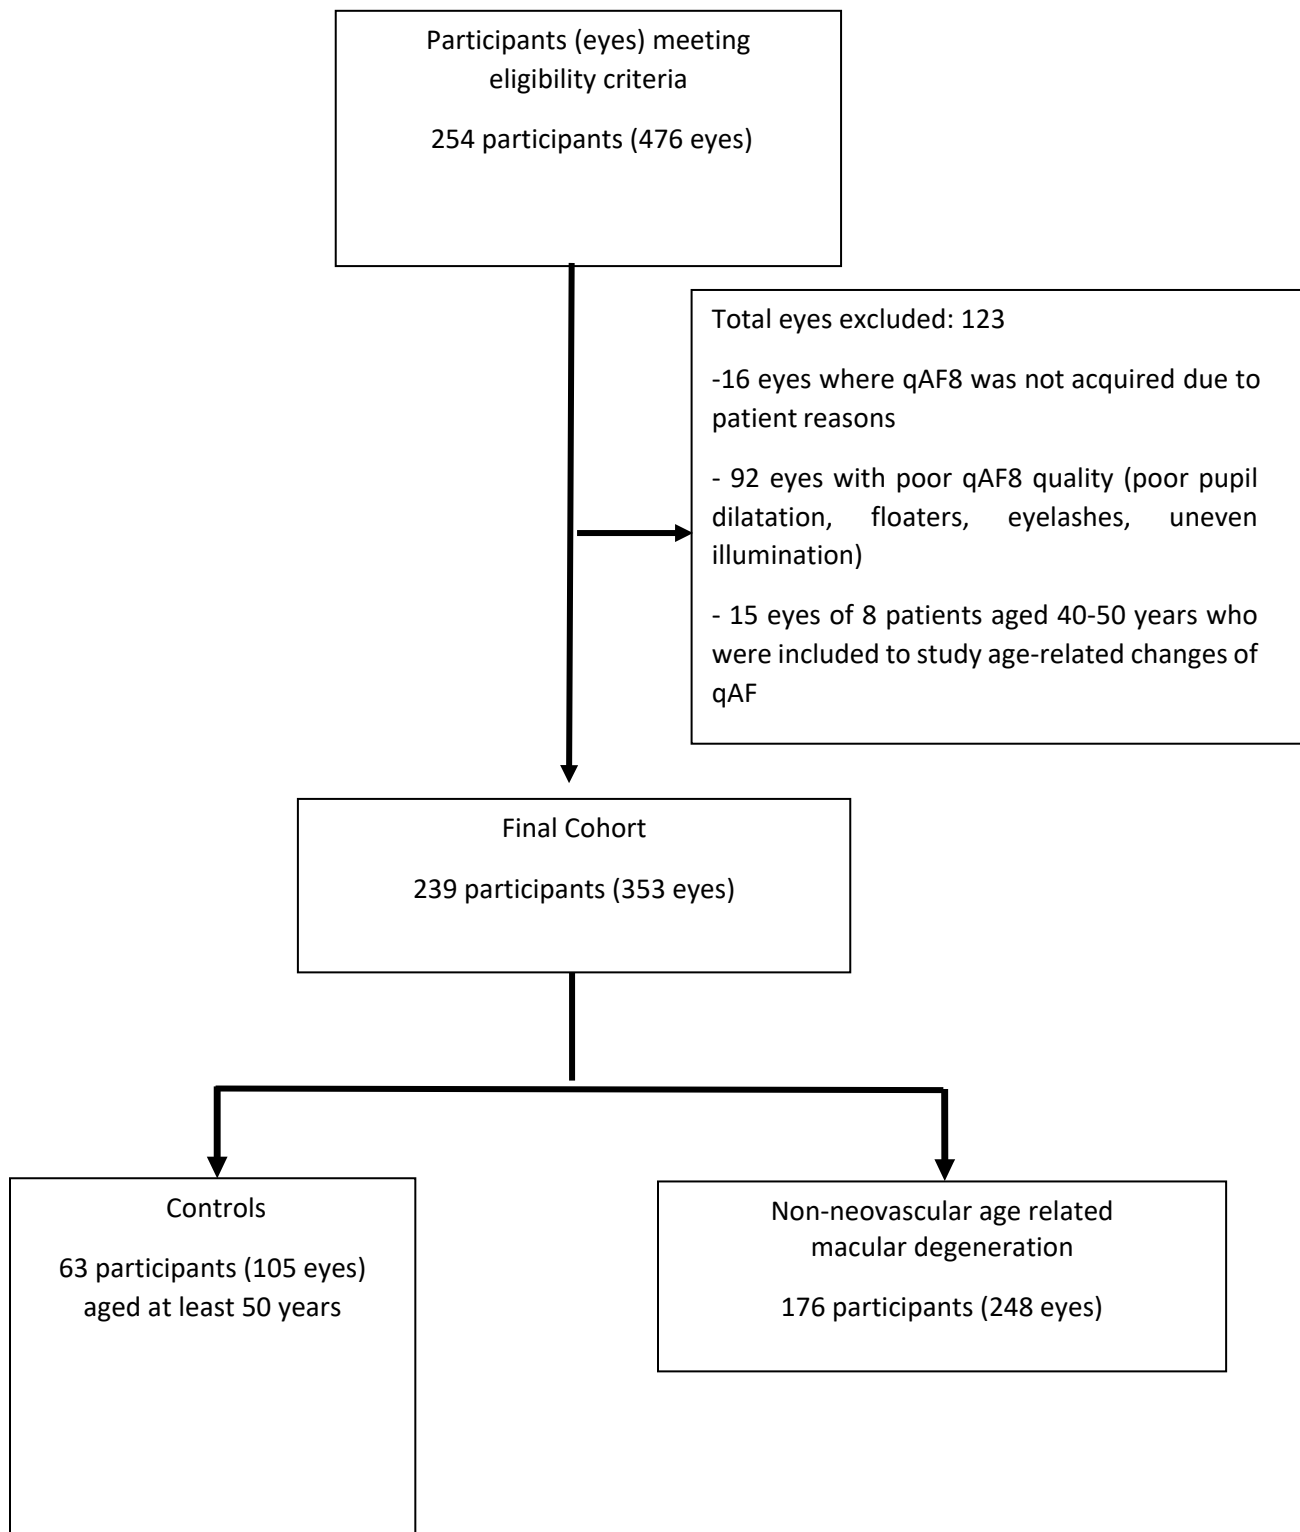 Participants (eyes) meeting
eligibility criteria
254 participants (476 eyes)
Total eyes excluded: 123
-16 eyes where qAF8 was not acquired due to
patient reasons
- 92 eyes with poor qAF8 quality (poor pupil
dilatation, floaters, eyelashes, uneven
illumination)
- 15 eyes of 8 patients aged 40-50 years who
were included to study age-related changes of
qAF
Final Cohort
239 participants (353 eyes)
Controls
63 participants (105 eyes)
aged at least 50 years
Non-neovascular age related
macular degeneration
176 participants (248 eyes)